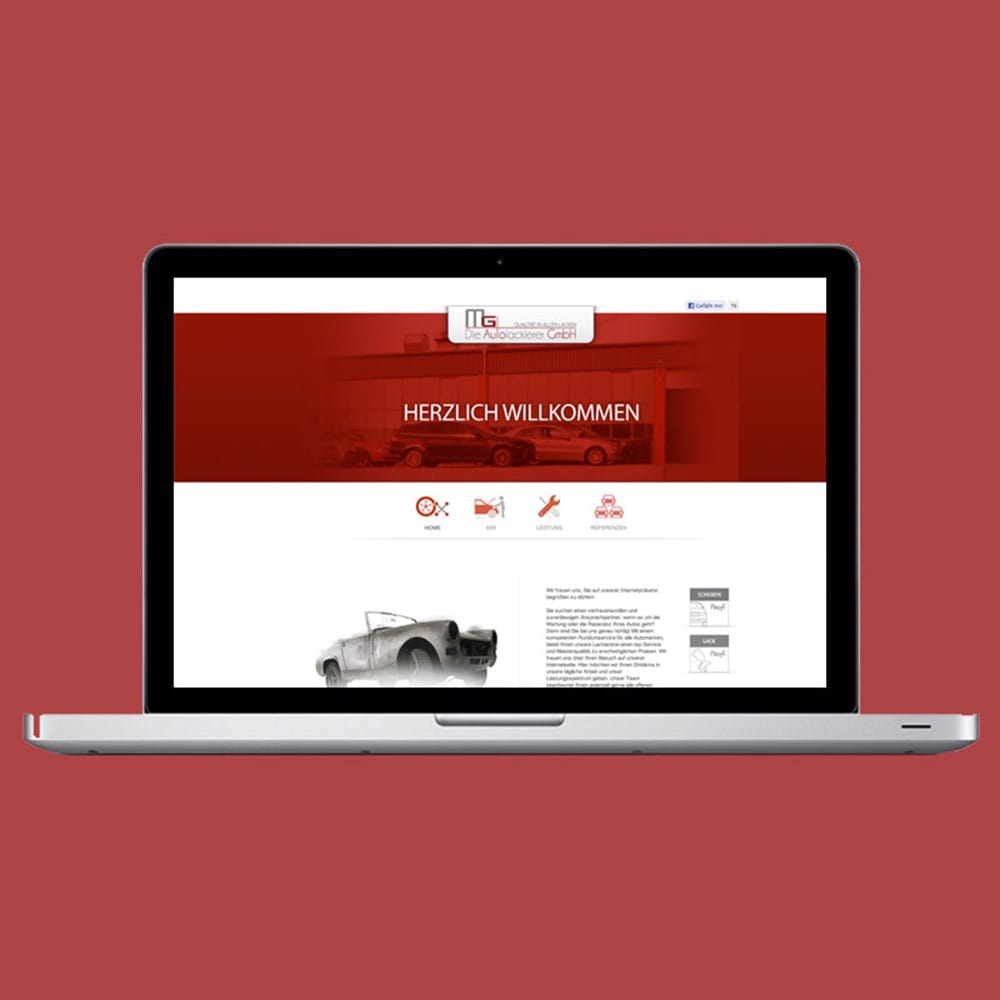 Gefällt mir 76
MG
QUALITÄT IN ALLEN LACKEN
Die Autolackierer GmbH
HERZLICH WILLKOMMEN
HOME WIR LEISTUNG REFERENZEN
Wir freuen uns, Sie auf unserer Internetpräsenz
begrüßen zu dürfen!
Sie suchen einen vertrauensvollen und
zuverlässigen Ansprechpartner, wenn es um die
Wartung oder die Reparatur Ihres Autos geht?
Dann sind Sie bei uns genau richtig! Mit einem
kompetenten Rundumservice für alle Automarken,
bietet Ihnen unsere Lackiererei einen top Service
und Meisterqualität zu erschwinglichen Preisen. Wir
freuen uns über Ihren Besuch auf unserer
Internetseite. Hier möchten wir Ihnen Einblicke in
unsere tägliche Arbeit und unser
Leistungsspektrum geben. Unser Team
beantwortet Ihnen jederzeit gerne alle offenen
SCHEIBEN
LACK